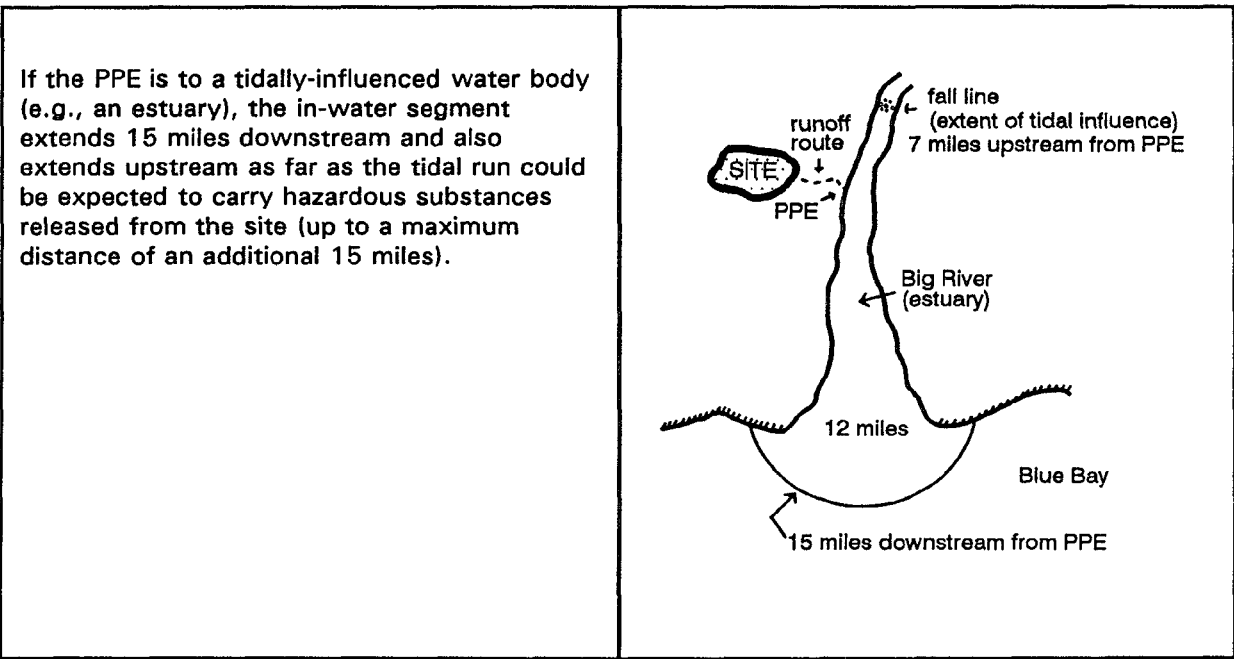 If the PPE is to a tidally-influenced water body
(e.g., an estuary), the in-water segment
extends 15 miles downstream and also
extends upstream as far as the tidal run could
be expected to carry hazardous substances
released from the site (up to a maximum
distance of an additional 15 miles).
fall line
(extent of tidal influence)
7 miles upstream from PPE
runoff
route
SITE
PPE
Big River
(estuary)
12 miles
Blue Bay
15 miles downstream from PPE